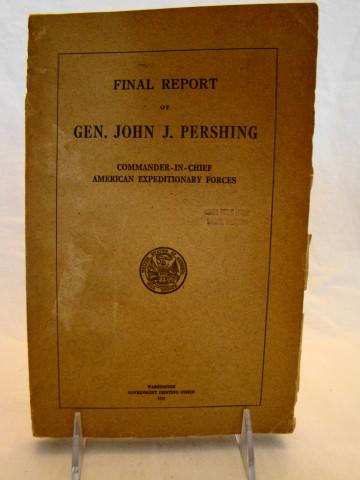 FINAL REPORT
OF
GEN. JOHN J. PERSHING
COMMANDER-IN-CHIEF
AMERICAN EXPEDITIONARY FORCES
WASHINGTON
GOVERNMENT PRINTING OFFICE